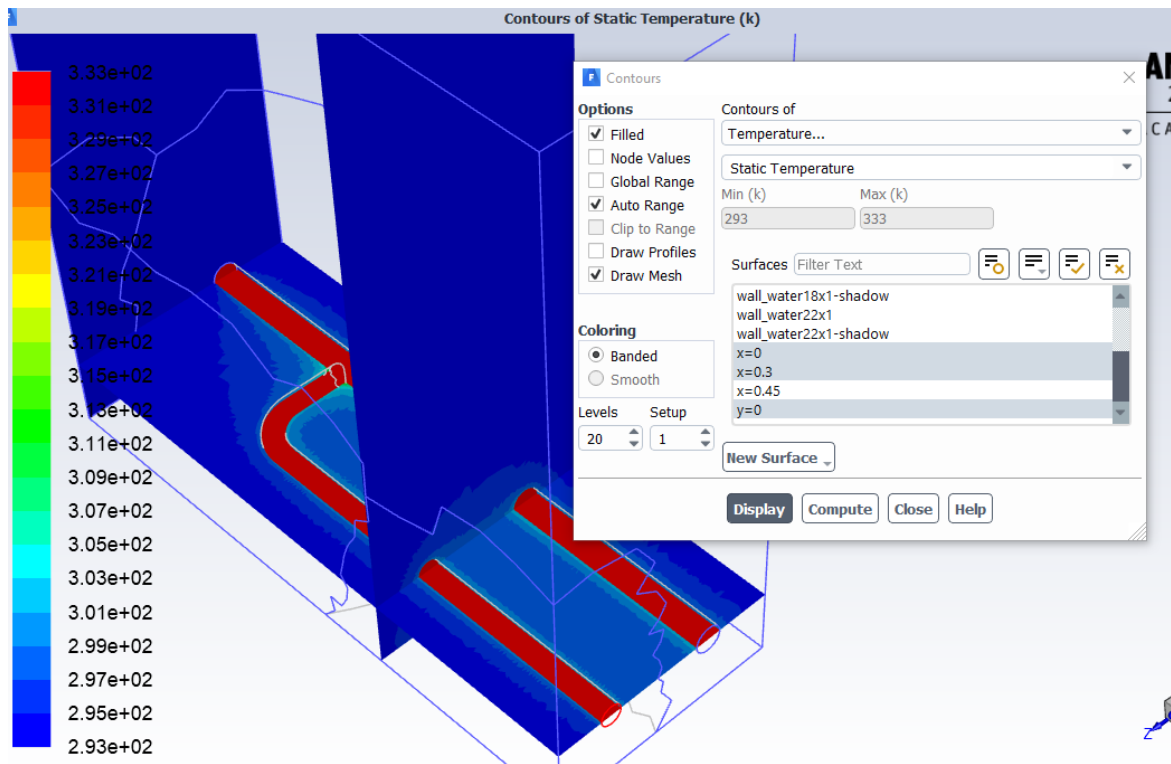 Contours of Static Temperature (k)
3.33e+02
3.31e+02
3.29e+02
3.27e+02
3.25e+02
3.23e+02
3.21e+02
3.19e+02
3.17e+02
3.15e+02
3.13e+02
3.11e+02
3.09e+02
3.07e+02
3.05e+02
3.03e+02
3.01e+02
2.99e+02
2.97e+02
2.95e+02
2.93e+02
F
Contours
Options
Filled
Node Values
Global Range
Auto Range
Clip to Range
Draw Profiles
Draw Mesh
Coloring
Banded
Smooth
Levels
Setup
20
1
Contours of
Temperature...
Static Temperature
Min (k)
Max (k)
293
333
Surfaces
Filter Text
wall_water18x1-shadow
wall_water22x1
wall_water22x1-shadow
x=0
x=0.3
x=0.45
y=0
New Surface
Display
Compute
Close
Help
Z